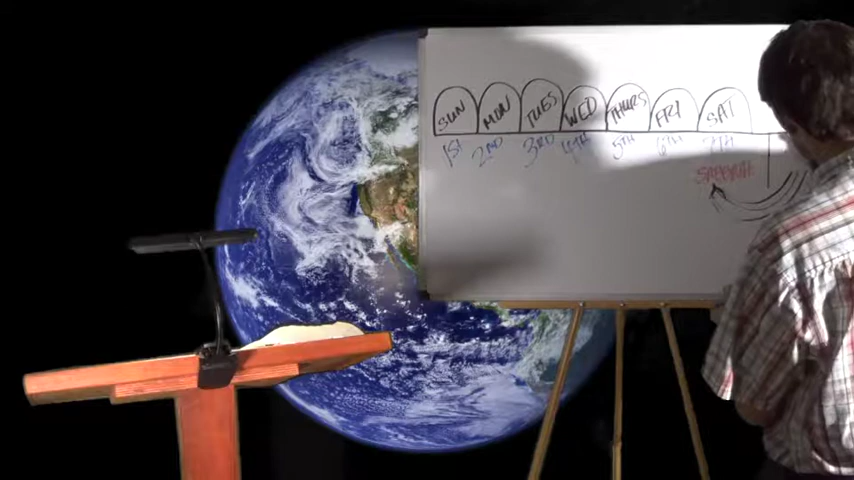 SUN MON TUES WED THURS FRI SAT
1ST 2ND 3RD 4TH 5TH 6TH 7TH
SABBATH